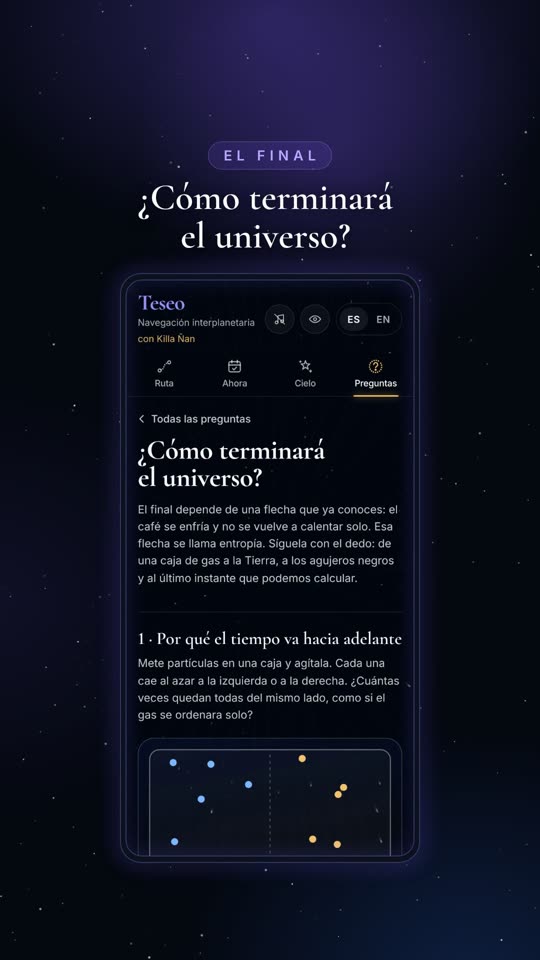 EL FINAL
¿Cómo terminará
el universo?
Teseo
Navegación interplanetaria
con Killa Ñan
ES
EN
Ruta
Ahora
Cielo
Preguntas
Todas las preguntas
¿Cómo terminará
el universo?
El final depende de una flecha que ya conoces: el
café se enfría y no se vuelve a calentar solo. Esa
flecha se llama entropía. Síguela con el dedo: de
una caja de gas a la Tierra, a los agujeros negros
y al último instante que podemos calcular.
1 · Por qué el tiempo va hacia adelante
Mete partículas en una caja y agítala. Cada una
cae al azar a la izquierda o a la derecha. ¿Cuántas
veces quedan todas del mismo lado, como si el
gas se ordenara solo?